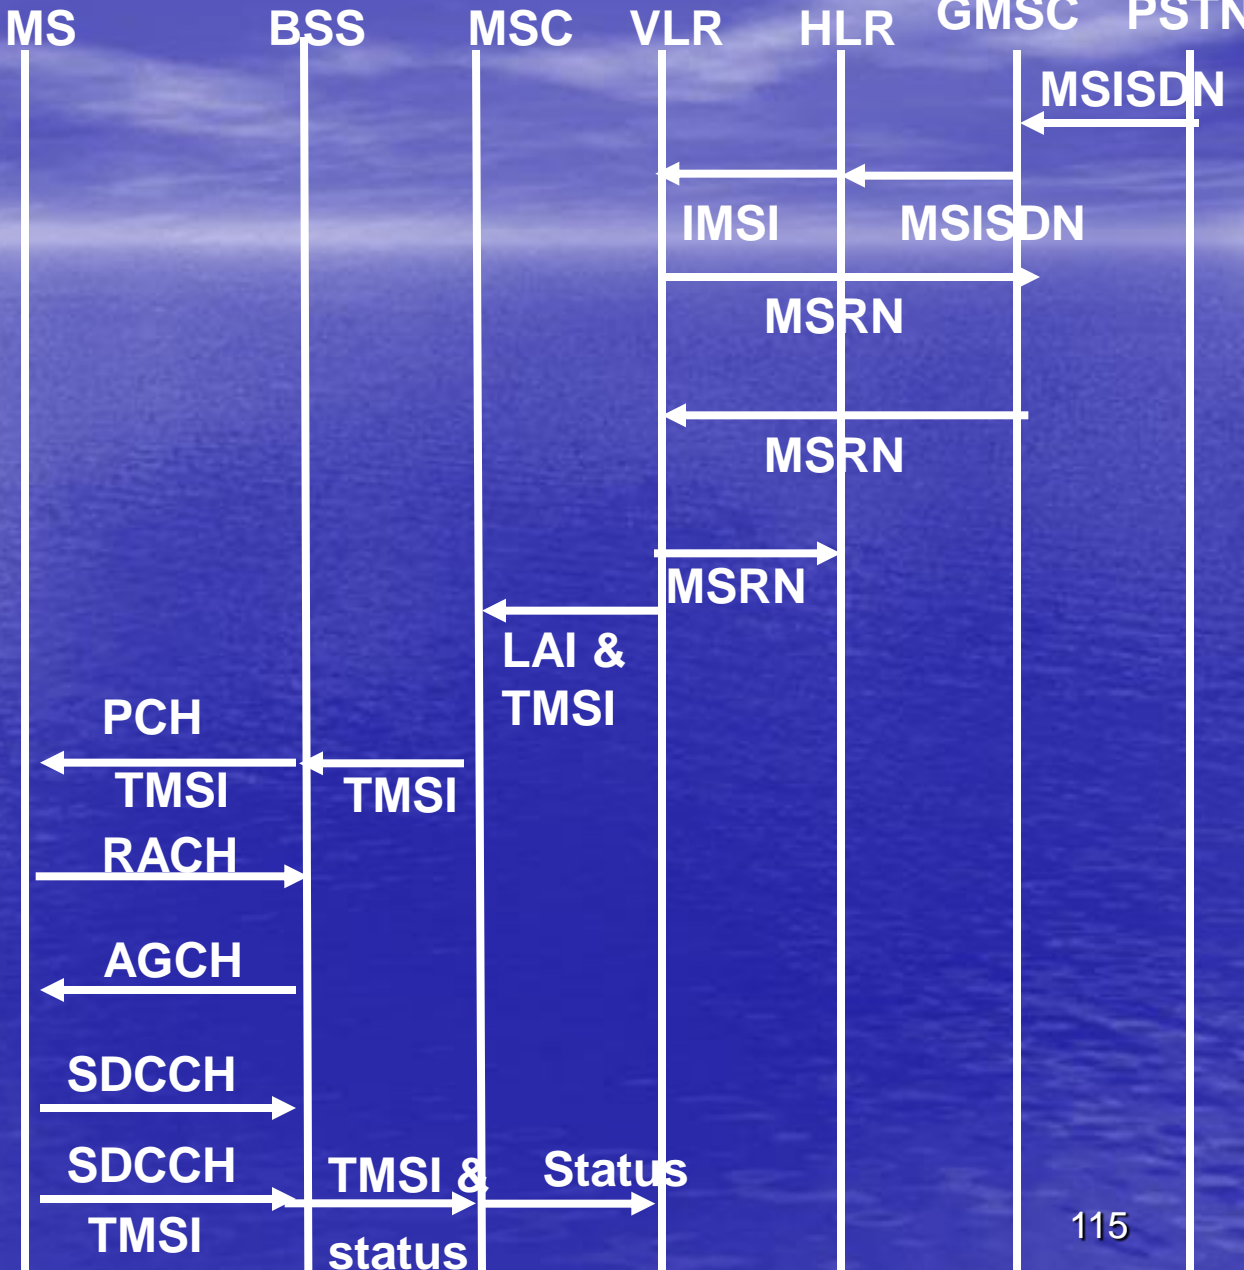 MS BSS MSC VLR HLR GMSC PSTN
MSISDN
IMSI MSISDN
MSRN
MSRN
MSRN
LAI &
TMSI
PCH
TMSI TMSI
RACH
AGCH
SDCCH
SDCCH TMSI & Status
TMSI status
115